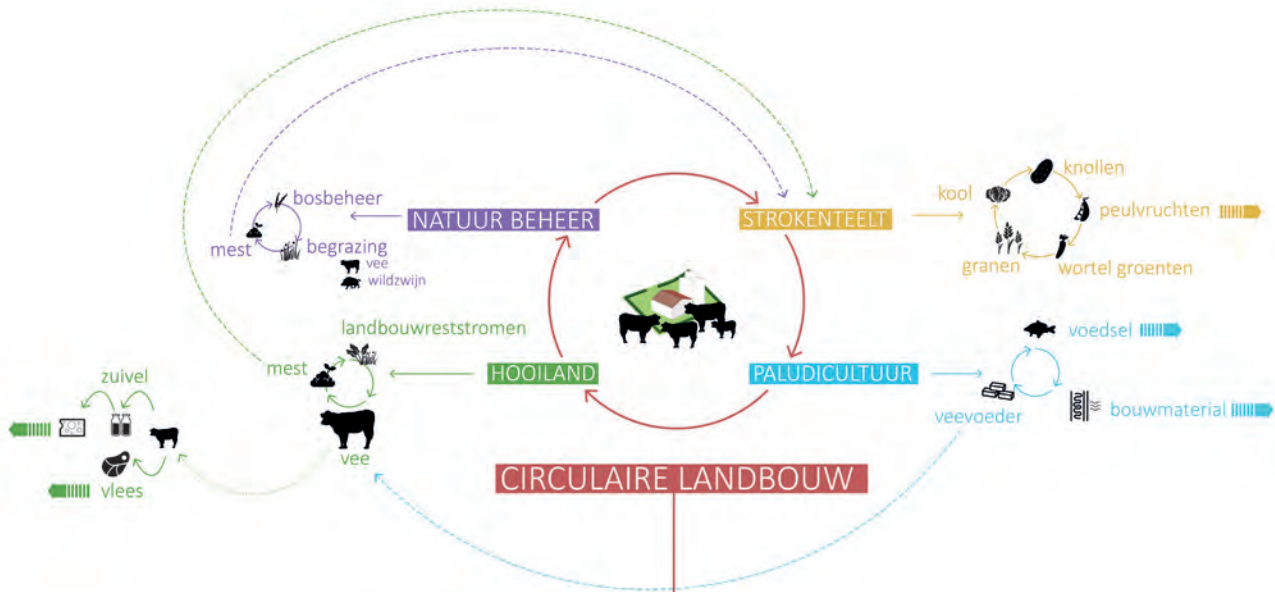 bosbeheer
NATUUR BEHEER
mest
begrazing
vee
wildzwijn
STROKENTEELT
knollen
kool
peulvruchten
granen
wortel groenten
landbouwreststromen
mest
HOOILAND
vee
zuivel
vlees
PALUDICULTUUR
voedsel
veevoeder
bouwmaterial
CIRCULAIRE LANDBOUW